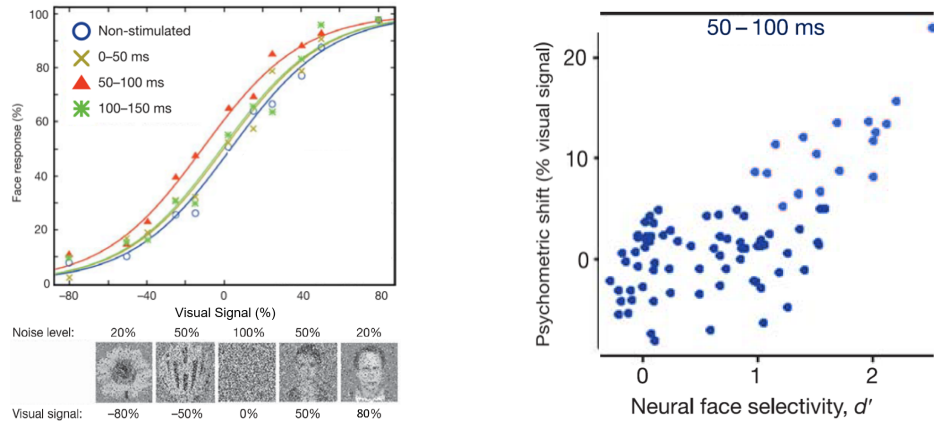 100
80
60
40
20
0
Face response (%)
Non-stimulated
0–50 ms
50–100 ms
100–150 ms
–80
–40
0
40
80
Visual Signal (%)
Noise level: 20% 50% 100% 50% 20%
Visual signal: –80% –50% 0% 50% 80%
50 – 100 ms
20
10
0
Psychometric shift (% visual signal)
0
1
2
Neural face selectivity, d′